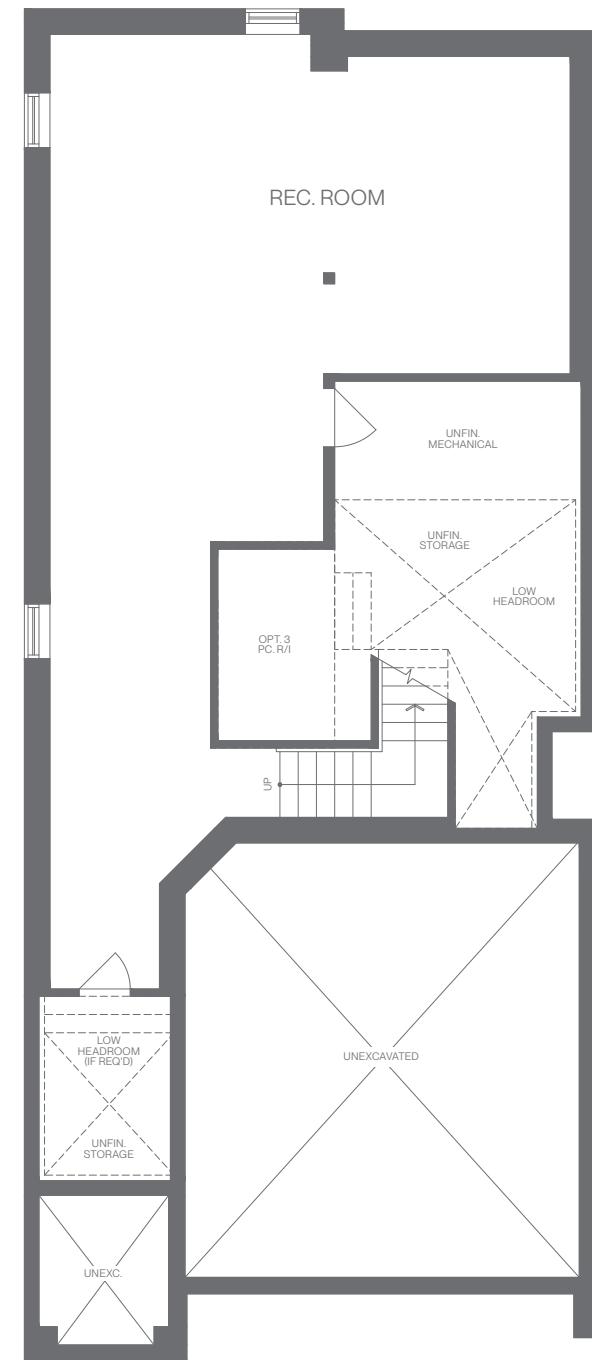 REC. ROOM
UNFIN.
MECHANICAL
UNFIN.
STORAGE
LOW
HEADROOM
OPT. 3
PC. R/I
UP
UNEXCAVATED
LOW
HEADROOM
(IF REQ'D)
UNFIN.
STORAGE
UNEXC.